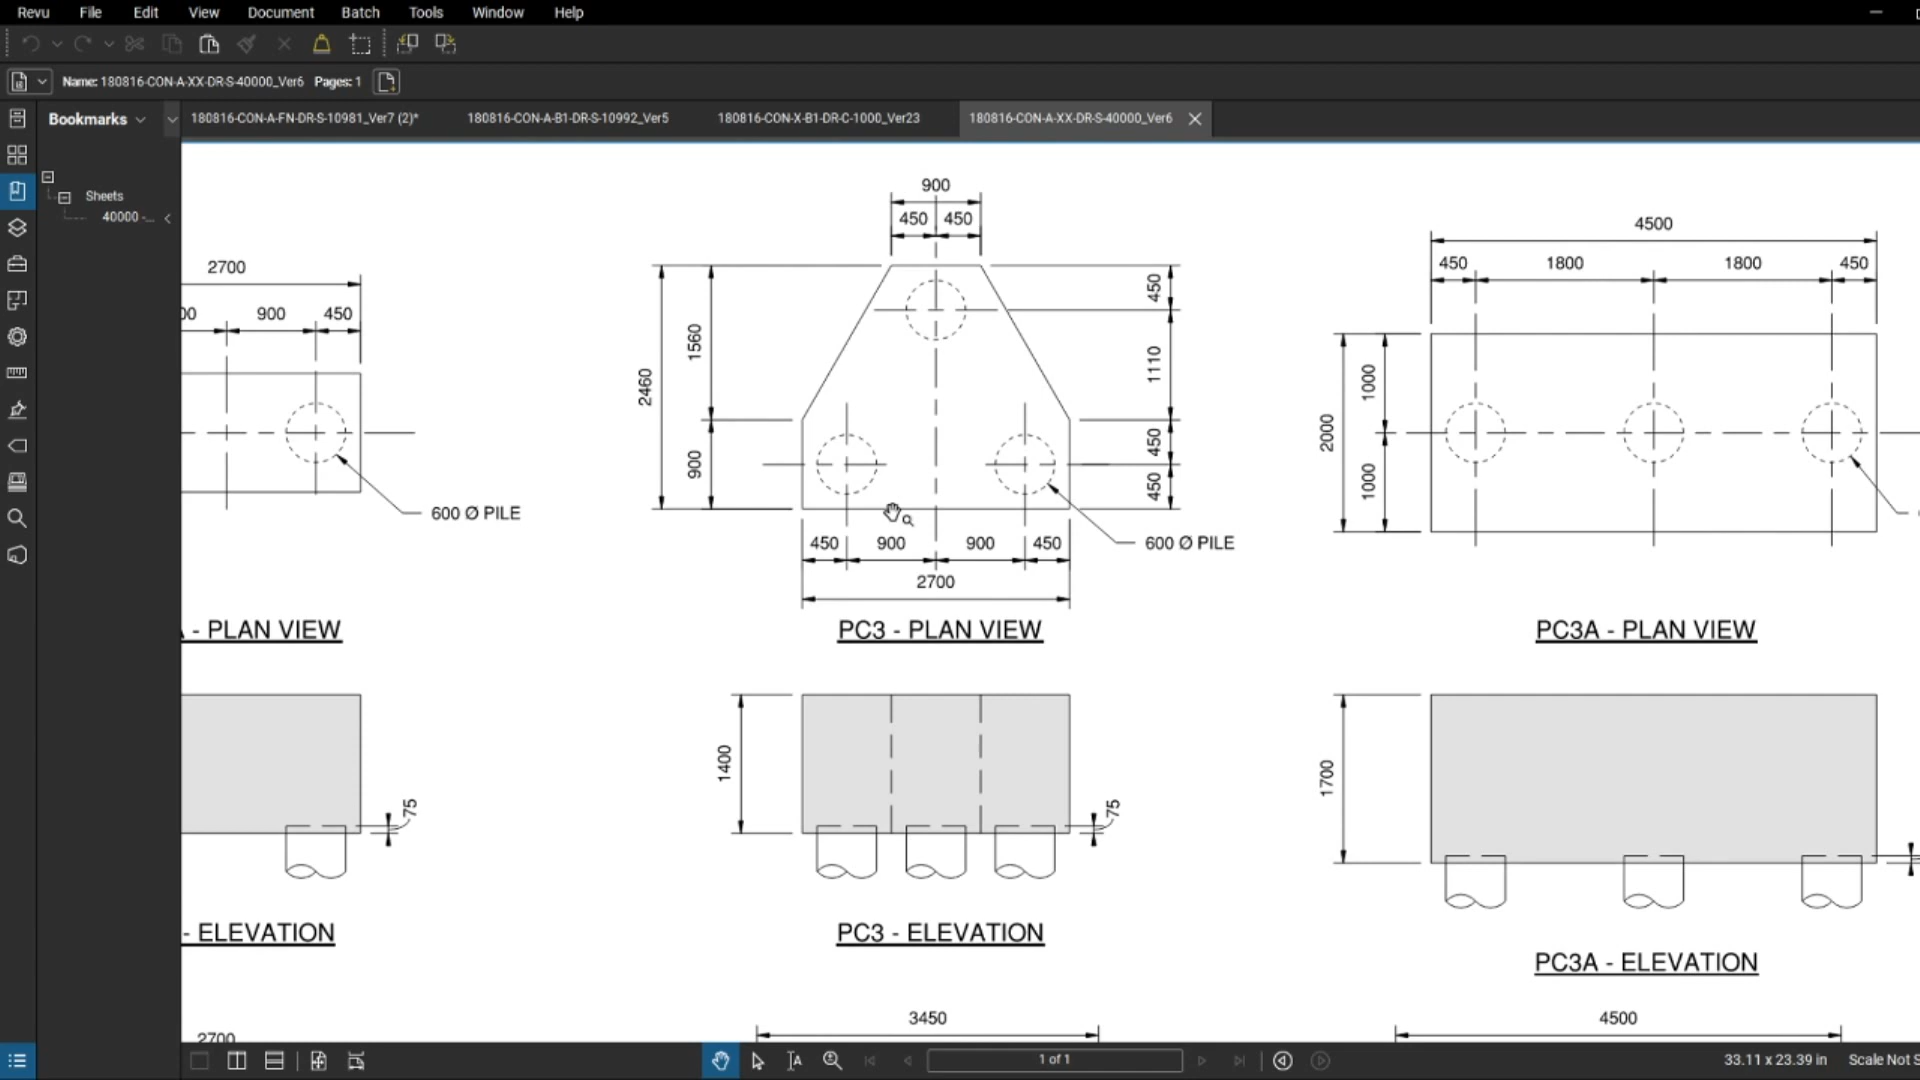 Revu File Edit View Document Batch Tools Window Help
Name: 180816-CON-A-XX-DR-S-40000_Ver6 Pages: 1
Bookmarks
180816-CON-A-FN-DR-S-10981_Ver7 (2)*
180816-CON-A-B1-DR-S-10992_Ver5
180816-CON-X-B1-DR-C-1000_Ver23
180816-CON-A-XX-DR-S-40000_Ver6
Sheets
40000 -...
2700
00 900 450
600 Ø PILE
- PLAN VIEW
75
- ELEVATION
2700
900
450 450
2460
1560
900
450
1110
450
450
450 900 900 450
2700
600 Ø PILE
PC3 - PLAN VIEW
1400
75
PC3 - ELEVATION
3450
4500
450 1800 1800 450
2000
1000
1000
PC3A - PLAN VIEW
1700
PC3A - ELEVATION
4500
1 of 1
33.11 x 23.39 in
Scale Not S